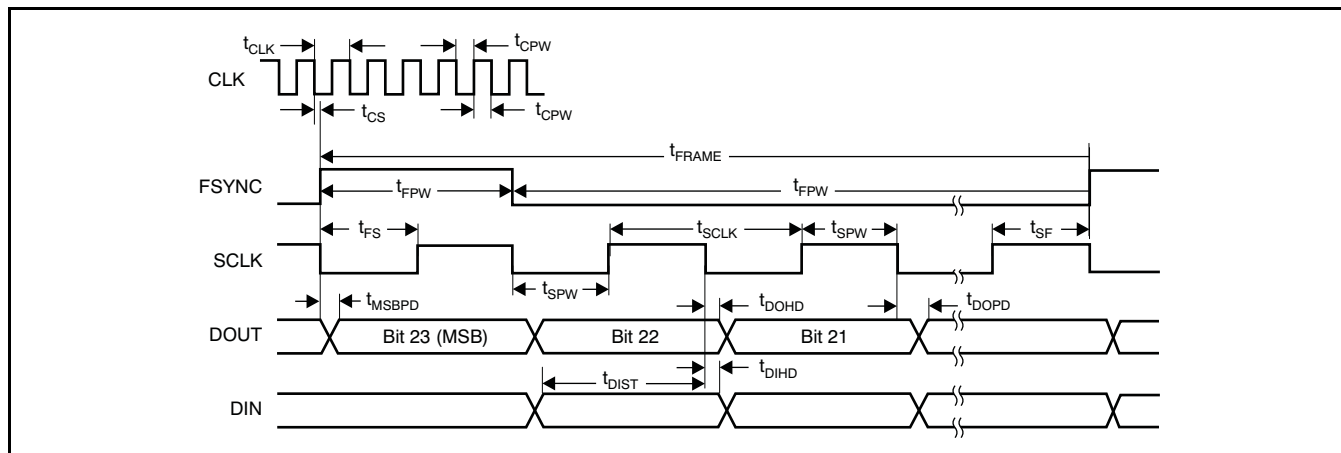 tCLK
tCPW
CLK
tCS
tCPW
tFRAME
FSYNC
tFPW
tFPW
tFS
tSCLK
tSPW
tSF
SCLK
tSPW
tMSBPD
tDOHD
tDOPD
DOUT
Bit 23 (MSB)
Bit 22
Bit 21
tDIST
tDIHD
DIN